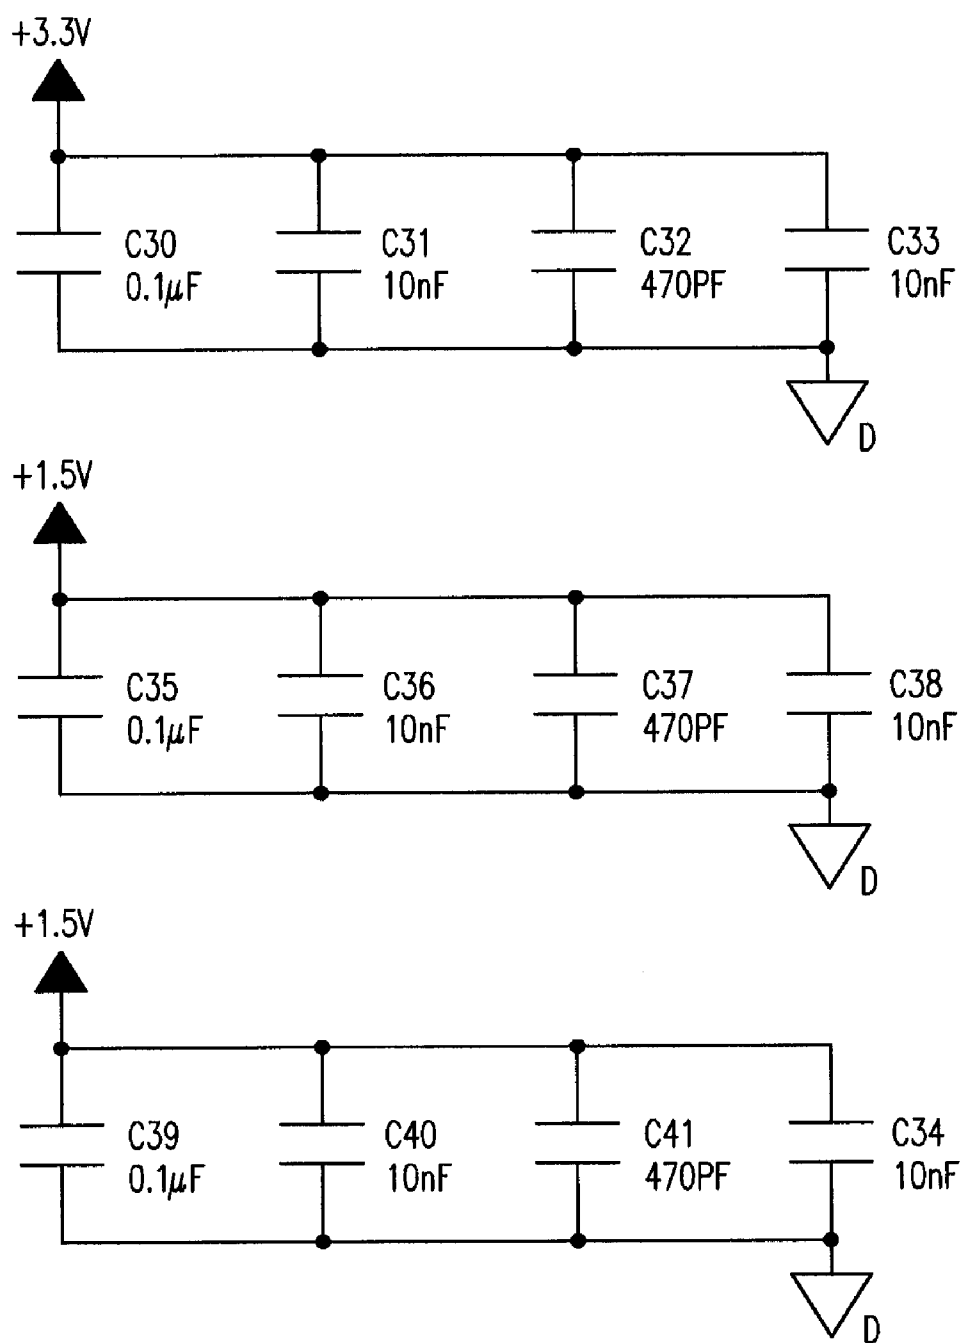 +3.3V
C30
0.1μF
C31
10nF
C32
470PF
C33
10nF
D
+1.5V
C35
0.1μF
C36
10nF
C37
470PF
C38
10nF
D
+1.5V
C39
0.1μF
C40
10nF
C41
470PF
C34
10nF
D